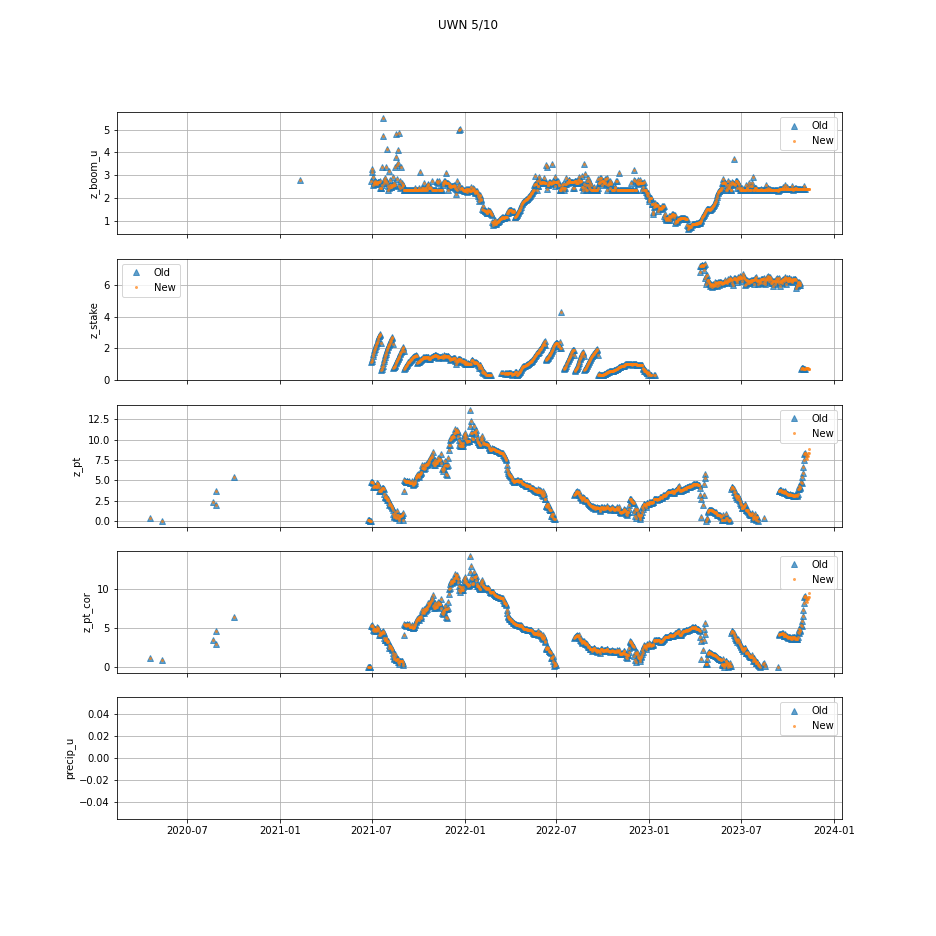 UWN 5/10
z_boom_u
5
4
3
2
1
Old
New
z_stake
6
4
2
0
Old
New
z_pt
12.5
10.0
7.5
5.0
2.5
0.0
Old
New
z_pt_cor
10
5
0
Old
New
precip_u
0.04
0.02
0.00
−0.02
−0.04
Old
New
2020-07 2021-01 2021-07 2022-01 2022-07 2023-01 2023-07 2024-01